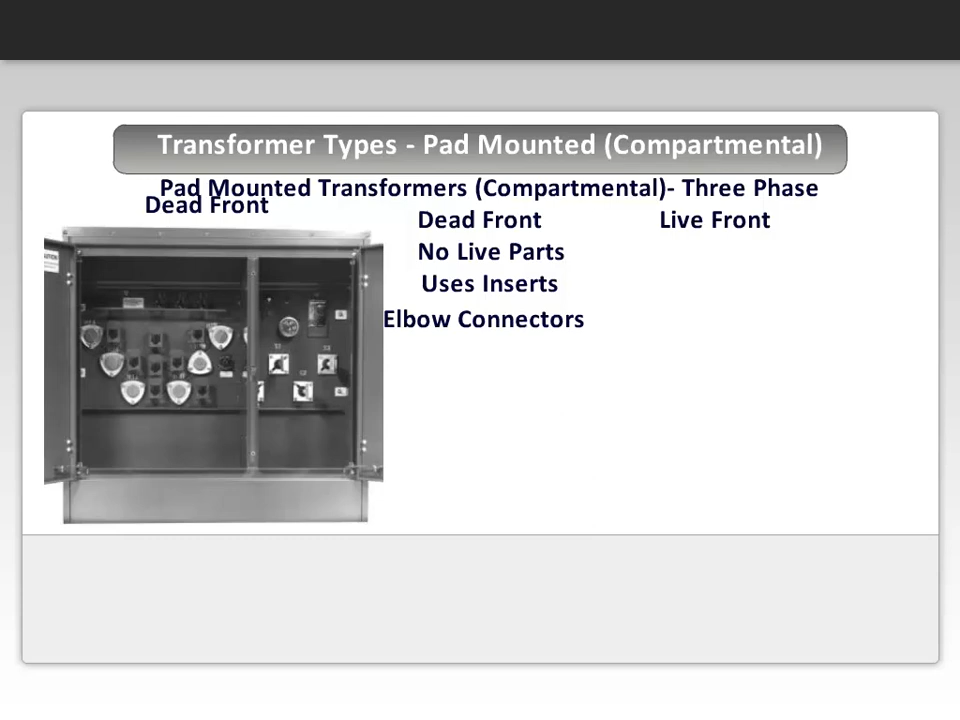 Transformer Types - Pad Mounted (Compartmental)
Pad Mounted Transformers (Compartmental)- Three Phase
Dead Front
Dead Front
Live Front
No Live Parts
Uses Inserts
Elbow Connectors